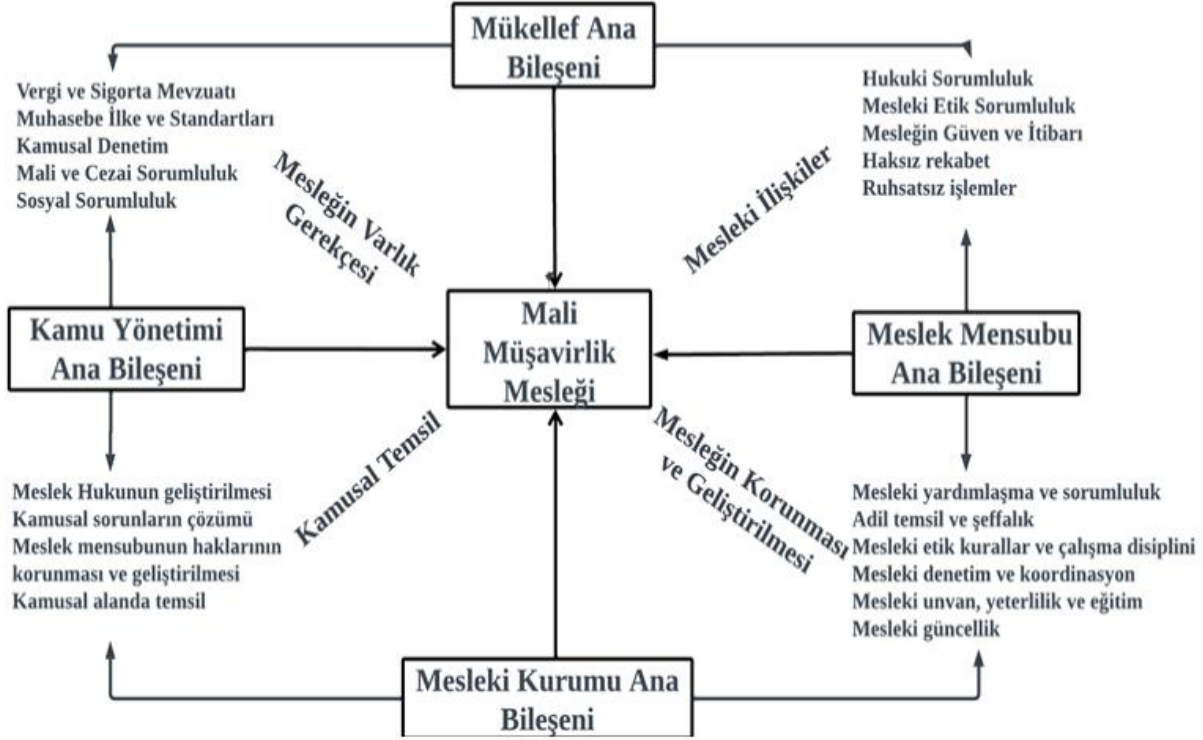 Mükellef Ana
Bileşeni
Vergi ve Sigorta Mevzuatı
Muhasebe İlke ve Standartları
Kamusal Denetim
Mali ve Cezai Sorumluluk
Sosyal Sorumluluk
Hukuki Sorumluluk
Mesleki Etik Sorumluluk
Mesleğin Güven ve İtibarı
Haksız rekabet
Ruhsatsız işlemler
Mesleğin Varlık
Gerekçesi
Mesleki İlişkiler
Kamu Yönetimi
Ana Bileşeni
Mali
Müşavirlik
Mesleği
Meslek Mensubu
Ana Bileşeni
Kamusal Temsil
Mesleğin Korunması
ve Geliştirilmesi
Meslek Hukunun geliştirilmesi
Kamusal sorunların çözümü
Meslek mensubunun haklarının
korunması ve geliştirilmesi
Kamusal alanda temsil
Mesleki yardımlaşma ve sorumluluk
Adil temsil ve şeffalık
Mesleki etik kurallar ve çalışma disiplini
Mesleki denetim ve koordinasyon
Mesleki unvan, yeterlilik ve eğitim
Mesleki güncellik
Mesleki Kurumu Ana
Bileşeni